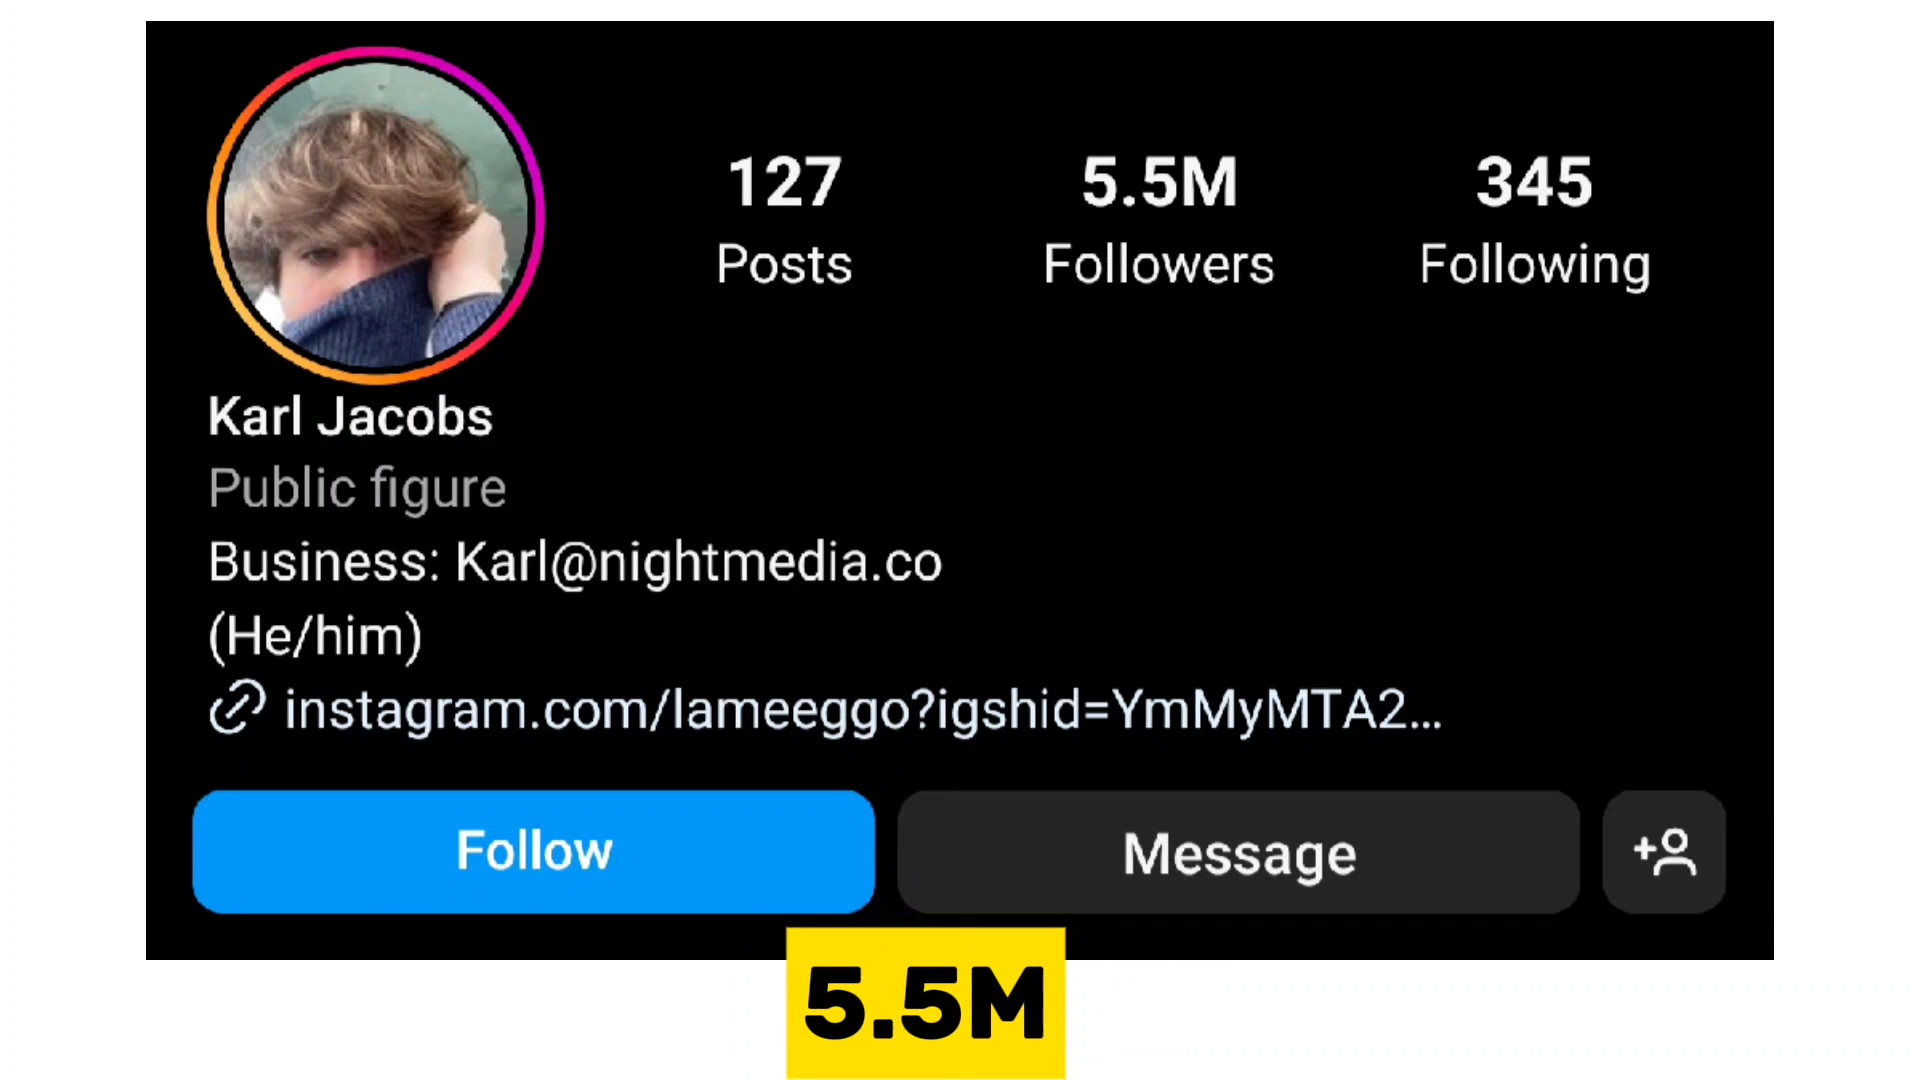 127 5.5M 345
Posts Followers Following
Karl Jacobs
Public figure
Business: Karl@nightmedia.co
(He/him)
instagram.com/lameeggo?igshid=YmMyMTA2...
Follow Message
5.5M